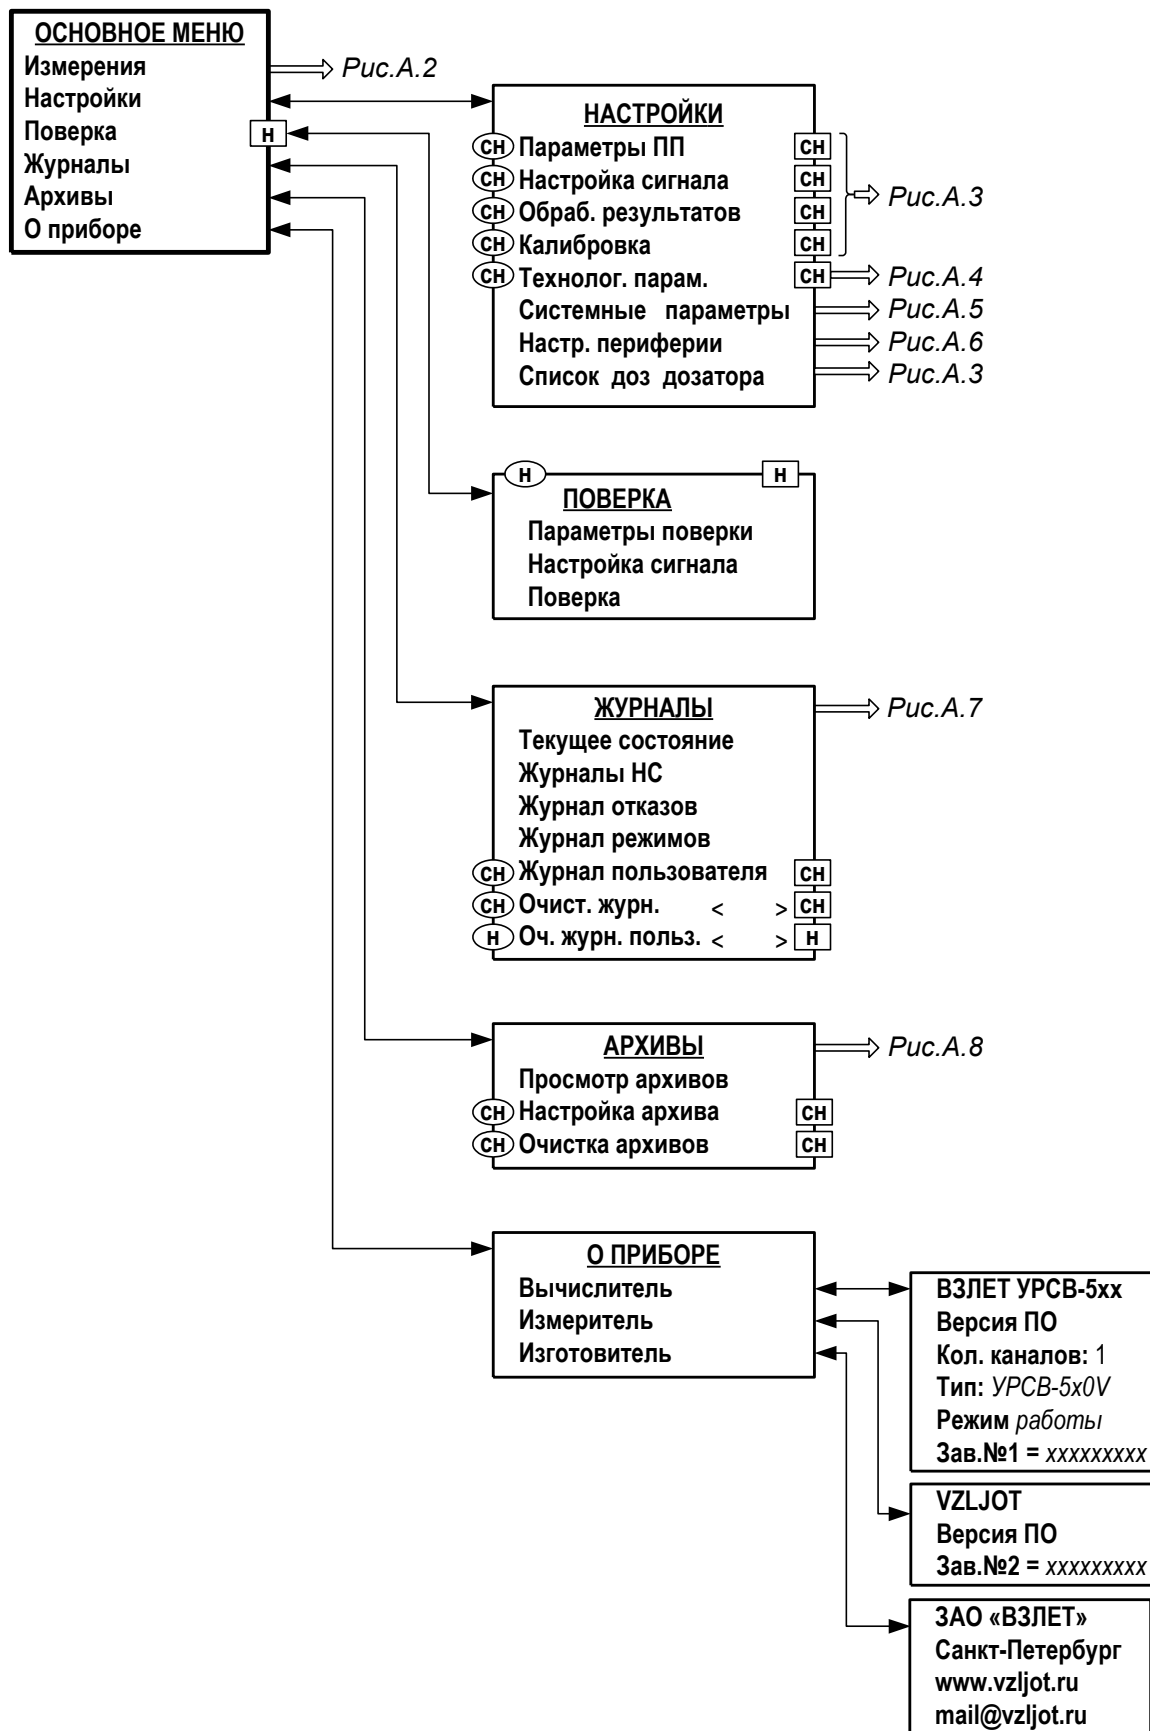 ОСНОВНОЕ МЕНЮ
Измерения
Рис.А.2
Настройки
Поверка
Н
Журналы
Архивы
О приборе
НАСТРОЙКИ
СН Параметры ПП СН
СН Настройка сигнала СН
Рис.А.3
СН Обраб. результатов СН
СН Калибровка СН
СН Технолог. парам. СН Рис.А.4
Системные параметры Рис.А.5
Настр. периферии Рис.А.6
Список доз дозатора Рис.А.3
Н Н
ПОВЕРКА
Параметры поверки
Настройка сигнала
Поверка
ЖУРНАЛЫ Рис.А.7
Текущее состояние
Журналы НС
Журнал отказов
Журнал режимов
СН Журнал пользователя СН
СН Очист. журн. < > СН
Н Оч. журн. польз. < > Н
АРХИВЫ Рис.А.8
Просмотр архивов
СН Настройка архива СН
СН Очистка архивов СН
О ПРИБОРЕ
Вычислитель
Измеритель
Изготовитель
ВЗЛЕТ УРСВ-5хх
Версия ПО
Кол. каналов: 1
Тип: УРСВ-5х0V
Режим работы
Зав.№1 = xxxxxxxxx
VZLJOT
Версия ПО
Зав.№2 = xxxxxxxxx
ЗАО «ВЗЛЕТ»
Санкт-Петербург
www.vzljot.ru
mail@vzljot.ru